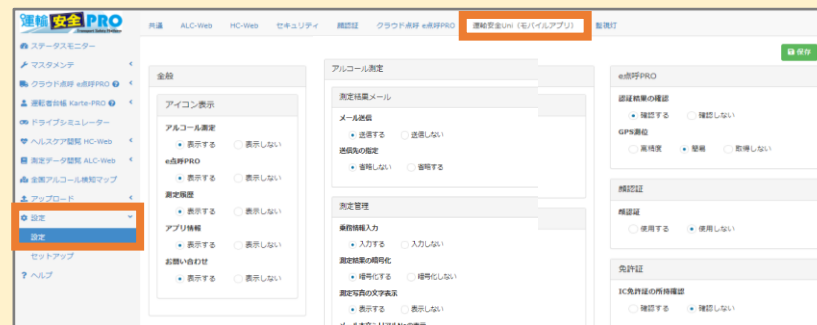 運輸安全PRO
Transport Safety Pro
共通 ALC-Web HC-Web セキュリティ 顔認証 クラウド点呼 e点呼PRO 運輸安全Uni（モバイルアプリ） 監視灯
保存
ステータスモニター
マスタメンテ
クラウド点呼 e点呼PRO
運転者台帳 Karte-PRO
ドライブシミュレーター
ヘルスケア閲覧 HC-Web
測定データ閲覧 ALC-Web
全国アルコール検知マップ
アップロード
設定
設定
セットアップ
ヘルプ
全般
アイコン表示
アルコール測定
表示する 表示しない
e点呼PRO
表示する 表示しない
測定履歴
表示する 表示しない
アプリ情報
表示する 表示しない
お問い合わせ
表示する 表示しない
アルコール測定
測定結果メール
メール送信
送信する 送信しない
送信先の指定
省略しない 省略する
測定管理
乗務情報入力
入力する 入力しない
測定結果の暗号化
暗号化する 暗号化しない
測定写真の文字表示
表示する 表示しない
e点呼PRO
認証結果の確認
確認する 確認しない
GPS測位
高精度 簡易 取得しない
顔認証
顔認証
使用する 使用しない
免許証
IC免許証の所持確認
確認する 確認しない